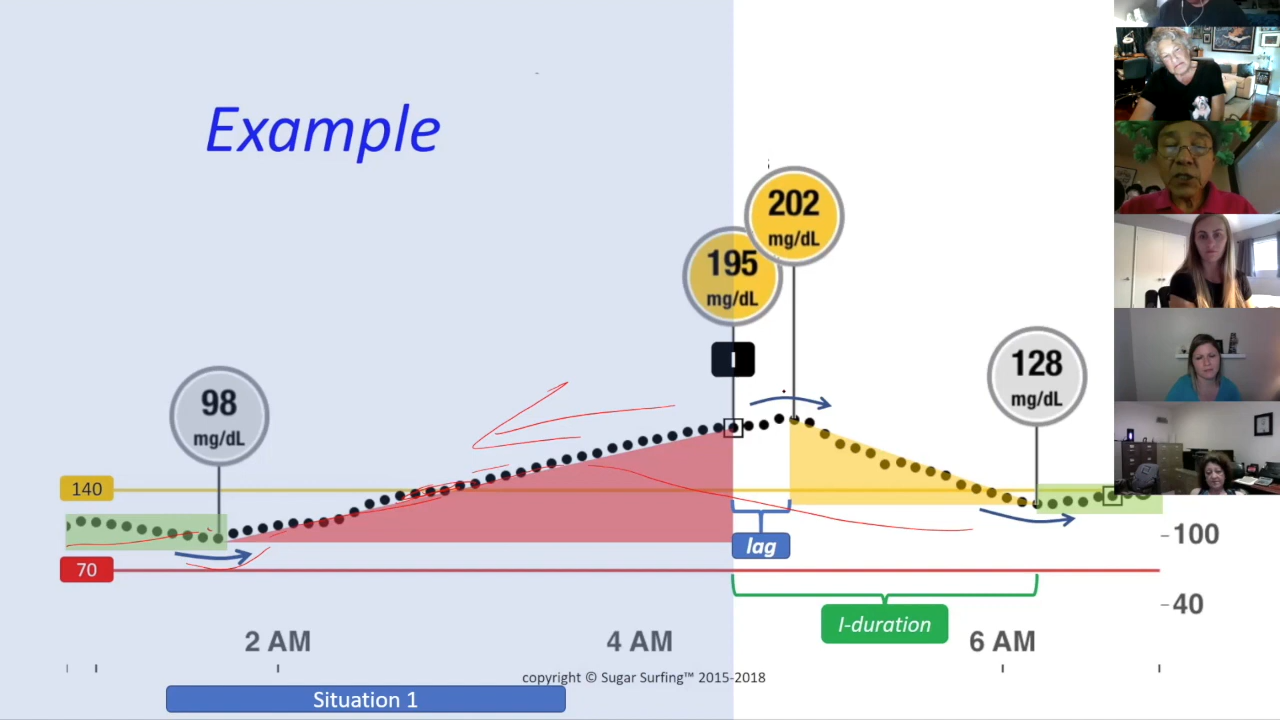 Example
202
mg/dL
195
mg/dL
I
98
mg/dL
128
mg/dL
140
lag
100
70
40
I-duration
2 AM
4 AM
6 AM
copyright © Sugar Surfing™ 2015-2018
Situation 1